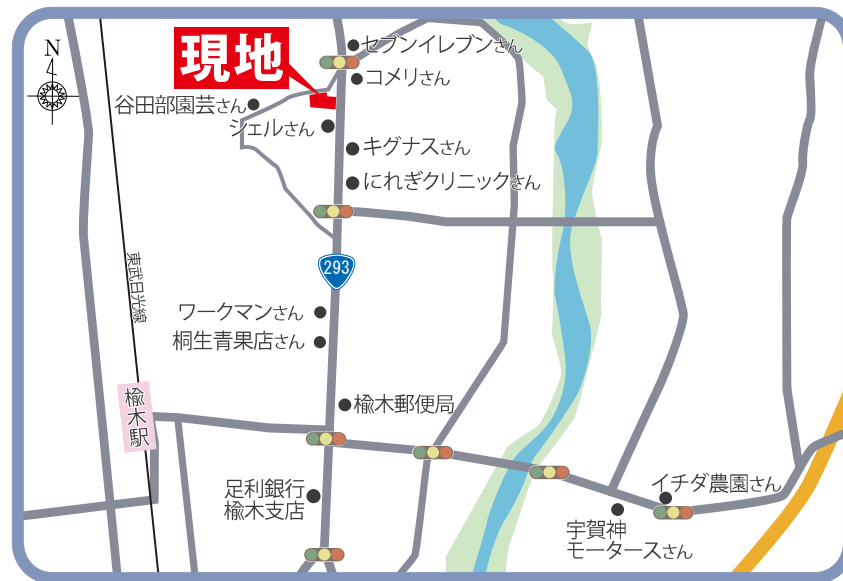 セブンイレブンさん
N
現地
コメリさん
谷田部園芸さん
シェルさん
キグナスさん
にれぎクリニックさん
東武日光線
293
ワークマンさん
桐生青果店さん
楡木駅
楡木郵便局
足利銀行
楡木支店
イチダ農園さん
宇賀神
モータースさん